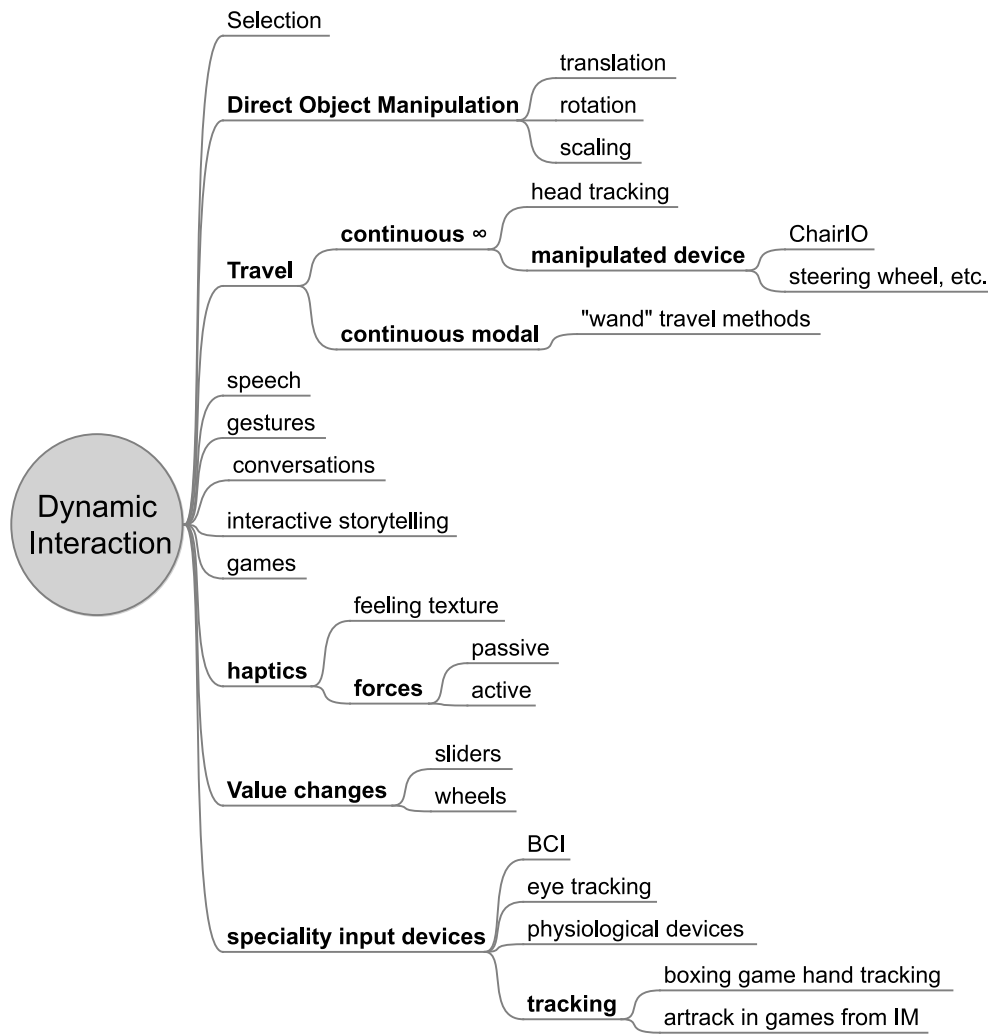 Selection
translation
Direct Object Manipulation
rotation
scaling
head tracking
continuous ∞
ChairIO
manipulated device
Travel
steering wheel, etc.
"wand" travel methods
continuous modal
speech
gestures
conversations
Dynamic
Interaction
interactive storytelling
games
feeling texture
passive
haptics
forces
active
sliders
Value changes
wheels
BCI
eye tracking
speciality input devices
physiological devices
boxing game hand tracking
tracking
artrack in games from IM